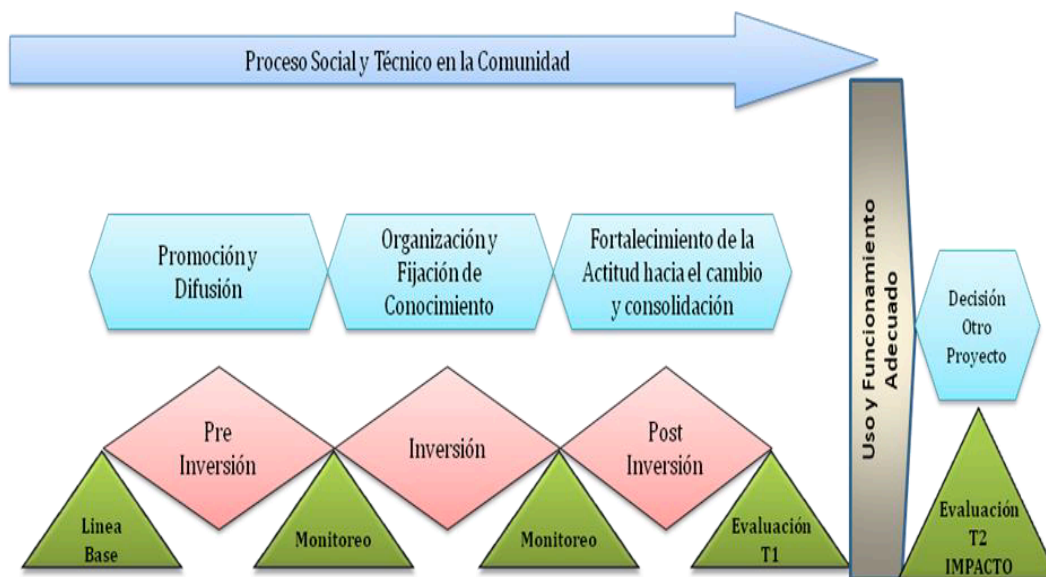 Proceso Social y Técnico en la Comunidad
Promoción y
Difusión
Organización y
Fijación de
Conocimiento
Fortalecimiento de la
Actitud hacia el cambio
y consolidación
Uso y Funcionamiento
Adecuado
Decisión
Otro
Proyecto
Pre
Inversión
Inversión
Post
Inversión
Linea
Base
Monitoreo
Monitoreo
Evaluación
T1
Evaluación
T2
IMPACTO